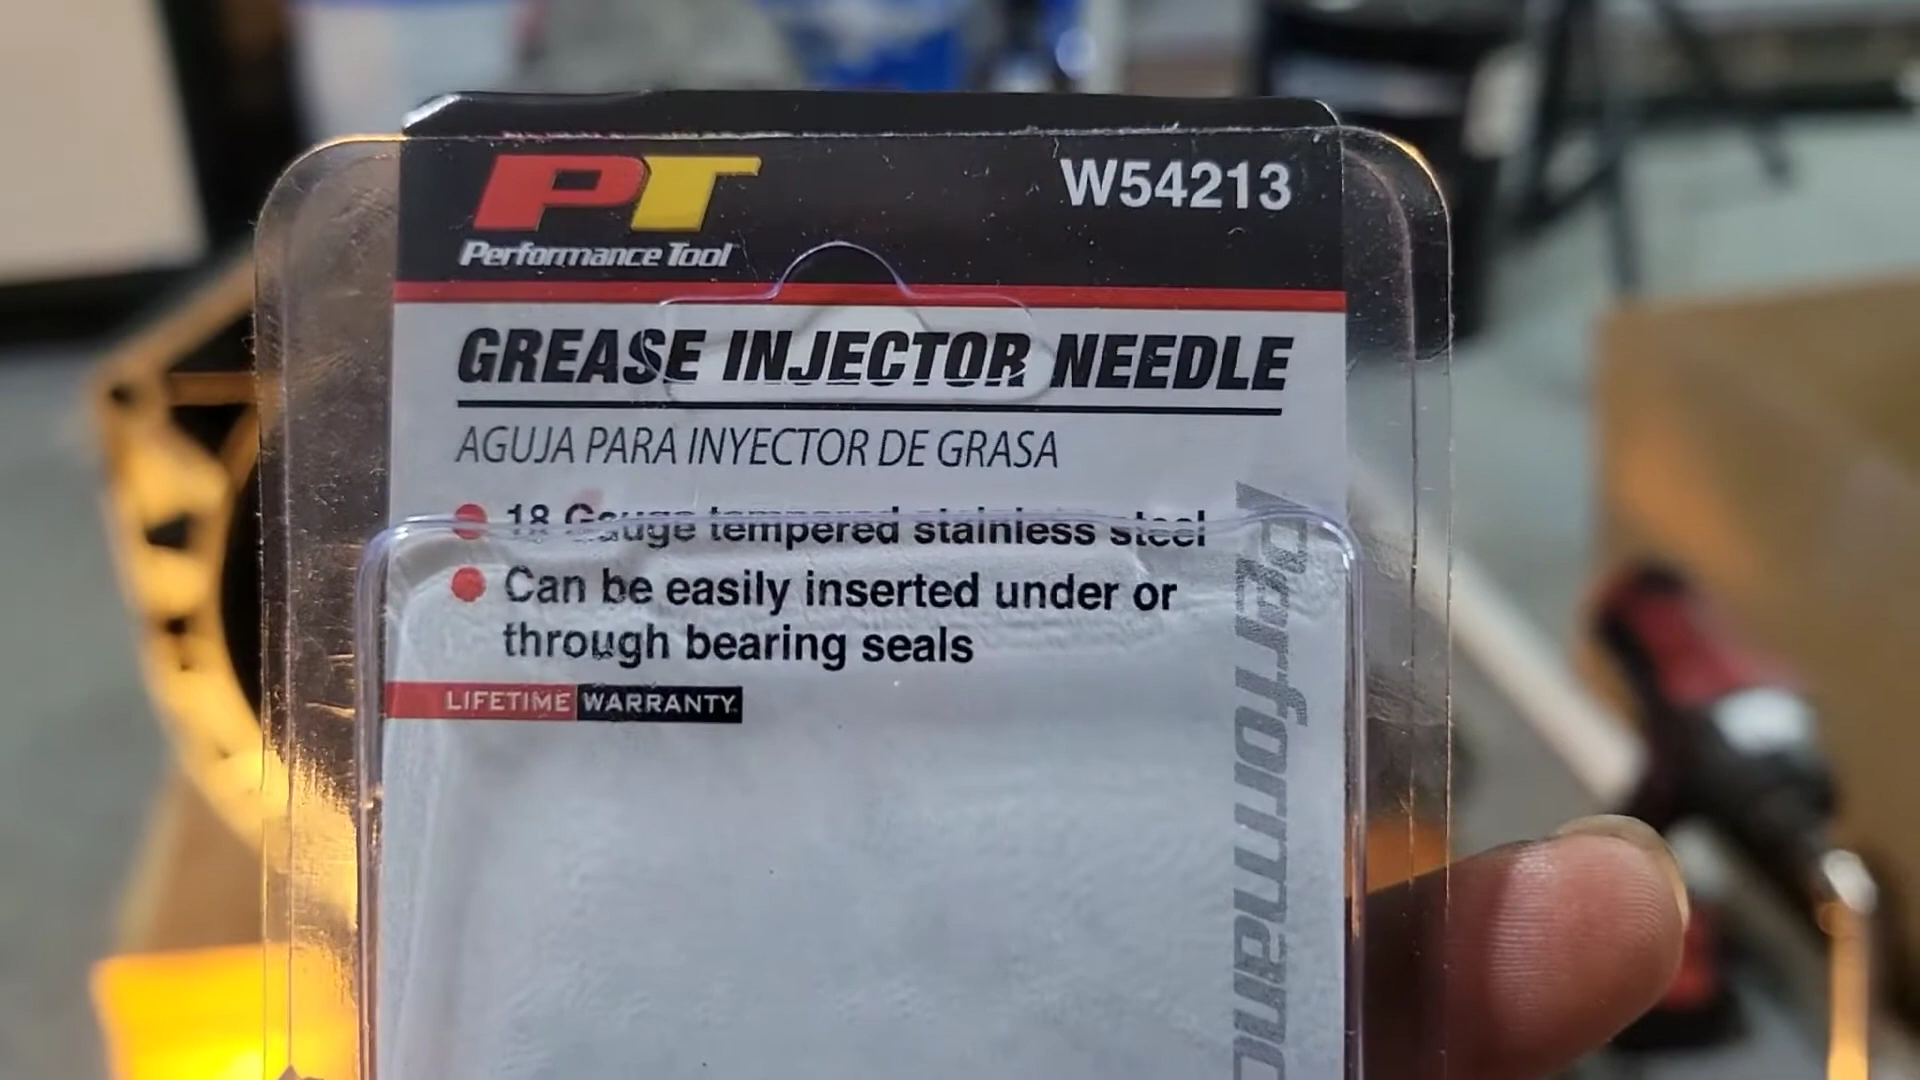 PT
Performance Tool
W54213
GREASE INJECTOR NEEDLE
AGUJA PARA INYECTOR DE GRASA
18 Gauge tempered stainless steel
Can be easily inserted under or
through bearing seals
LIFETIME WARRANTY